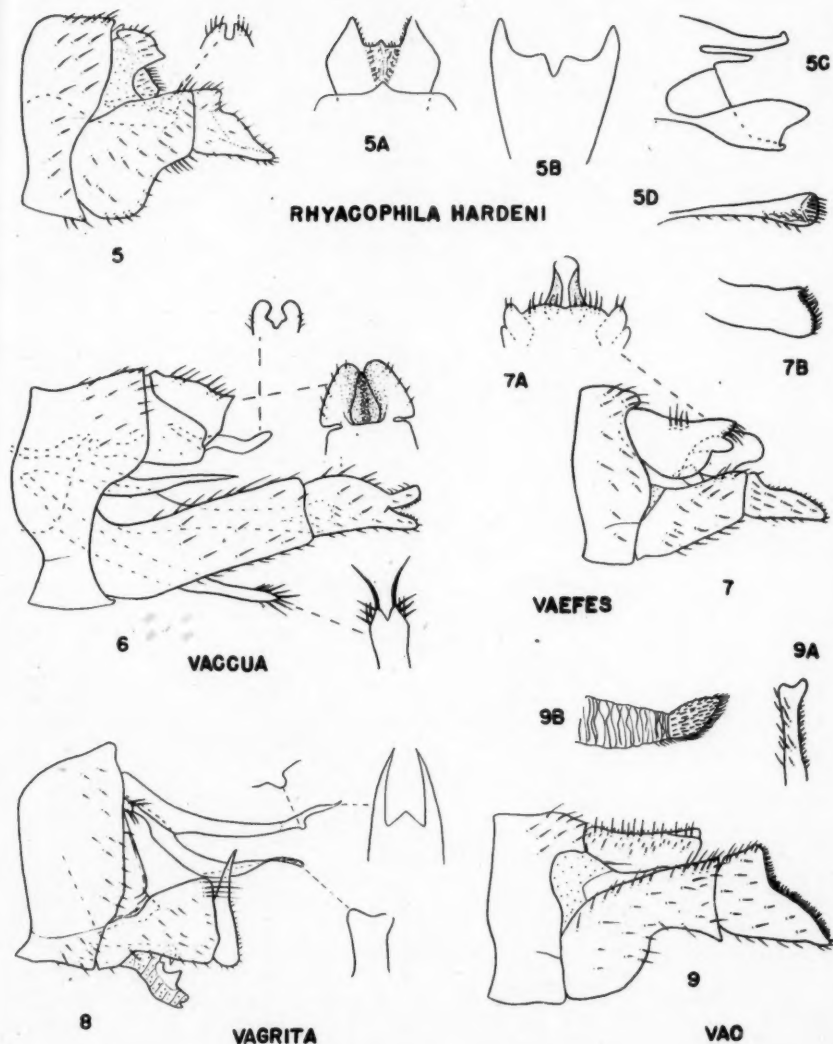 5
5A
5B
5C
5D
RHYACOPHILA HARDENI
6
VACCUA
7A
7B
7
VAEFES
8
VAGRITA
9B
9A
9
VAO